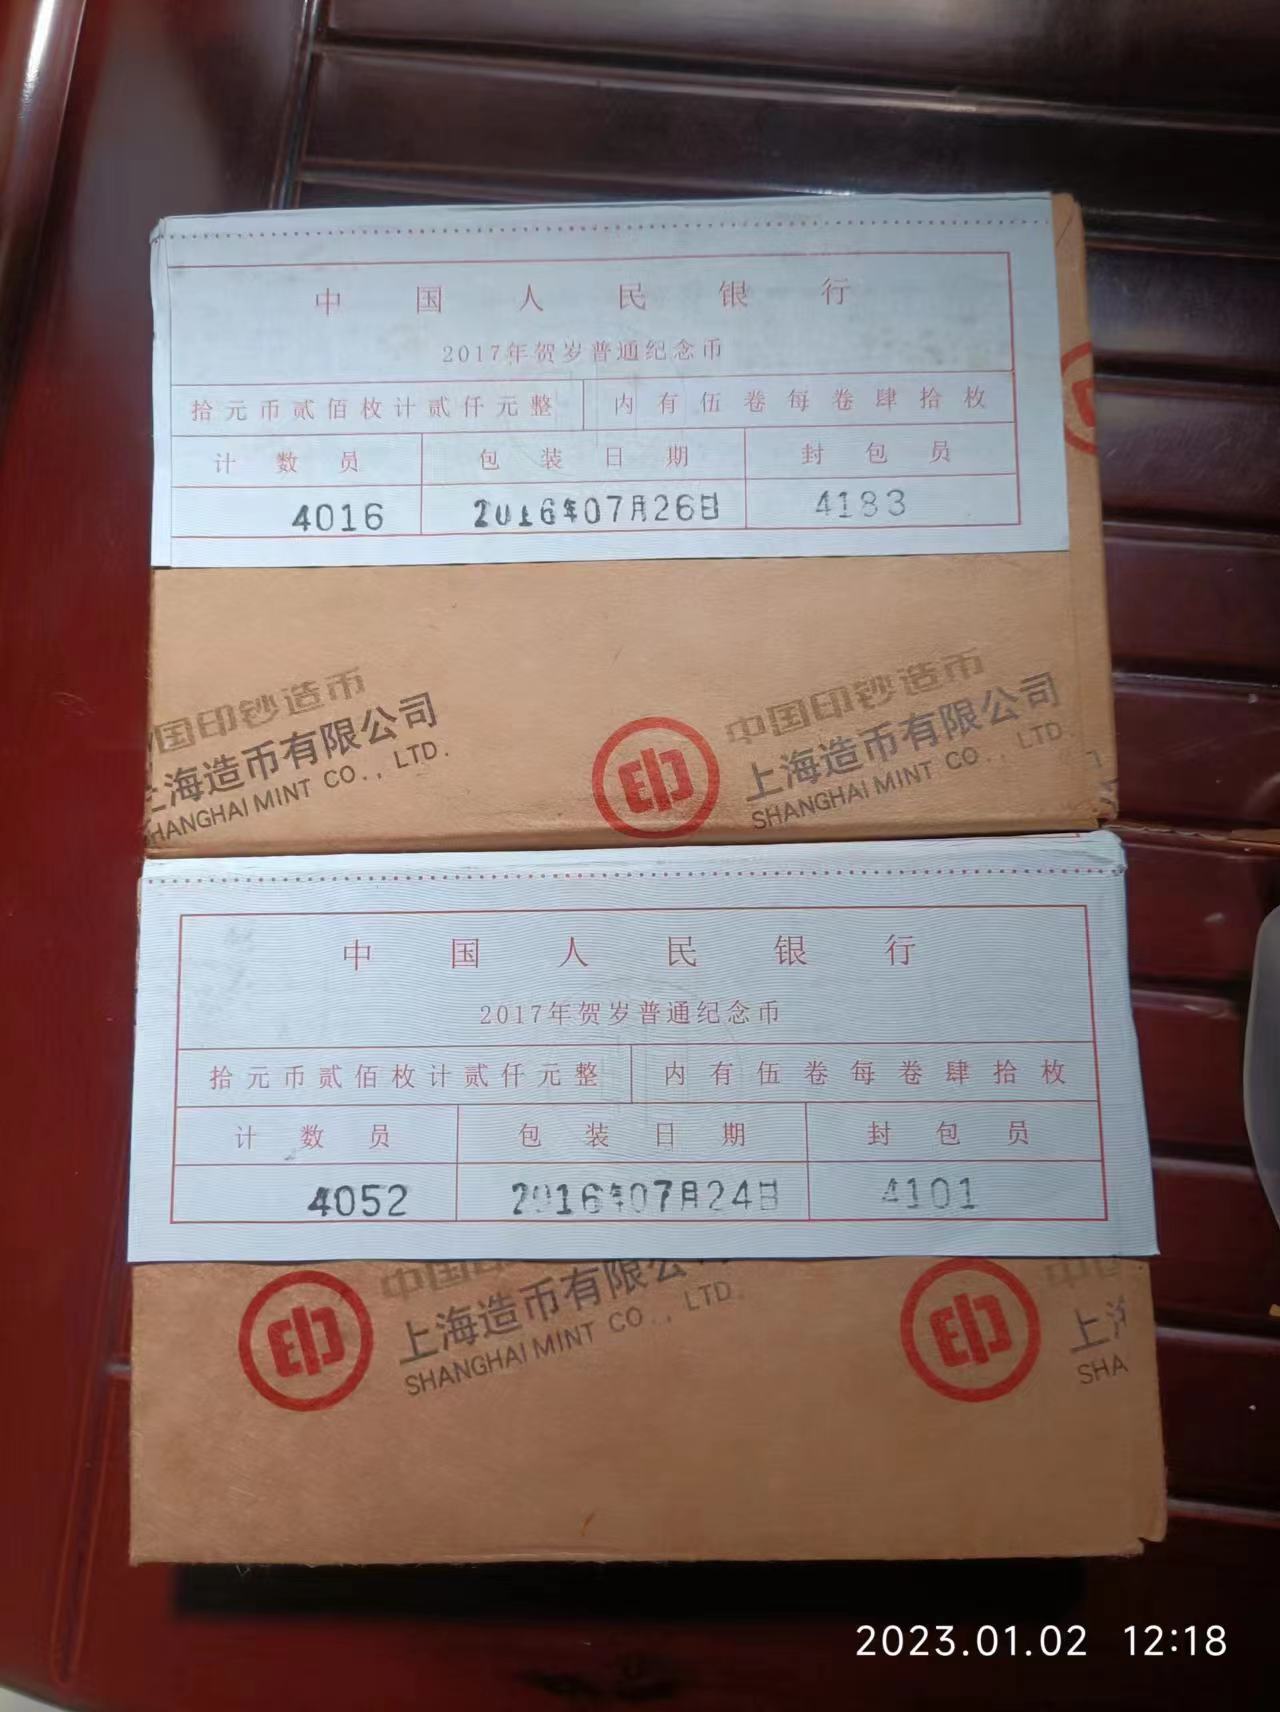 中国人民银行
2017年贺岁普通纪念币
拾元币贰佰枚计贰仟元整 内有伍卷每卷肆拾枚
计数员 包装日期 封包员
4016 2016年07月26日 4183
国印钞造币
上海造币有限公司
HANGHAI MINT CO., LTD.
中国印钞造币
上海造币有限公司
SHANGHAI MINT CO., LTD.
中国人民银行
2017年贺岁普通纪念币
拾元币贰佰枚计贰仟元整 内有伍卷每卷肆拾枚
计数员 包装日期 封包员
4052 2016年07月24日 4101
中国印
上海造币有限公
SHANGHAI MINT CO., LTD.
中国
上海
SHA
2023.01.02 12:18